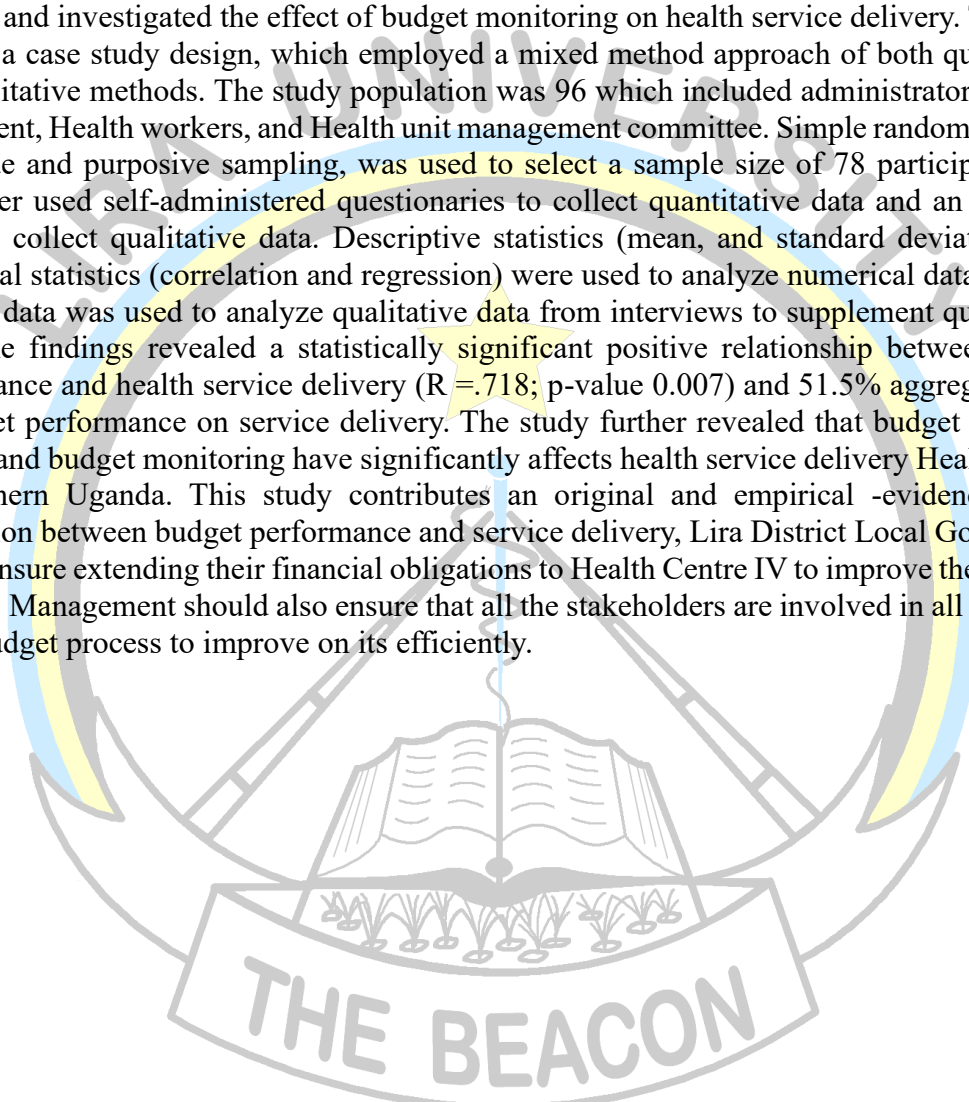 and investigated the effect of budget monitoring on health service delivery.
a case study design, which employed a mixed method approach of both qu
itative methods. The study population was 96 which included administrator
ent, Health workers, and Health unit management committee. Simple random
e and purposive sampling, was used to select a sample size of 78 particip
er used self-administered questionaries to collect quantitative data and an
collect qualitative data. Descriptive statistics (mean, and standard deviat
al statistics (correlation and regression) were used to analyze numerical data
data was used to analyze qualitative data from interviews to supplement qu
e findings revealed a statistically significant positive relationship betwee
ance and health service delivery (R =.718; p-value 0.007) and 51.5% aggreg
et performance on service delivery. The study further revealed that budget
and budget monitoring have significantly affects health service delivery Heal
hern Uganda. This study contributes an original and empirical -evidenc
on between budget performance and service delivery, Lira District Local Go
nsure extending their financial obligations to Health Centre IV to improve the
Management should also ensure that all the stakeholders are involved in all
udget process to improve on its efficiently.
LIRA UNIVERSITY
THE BEACON